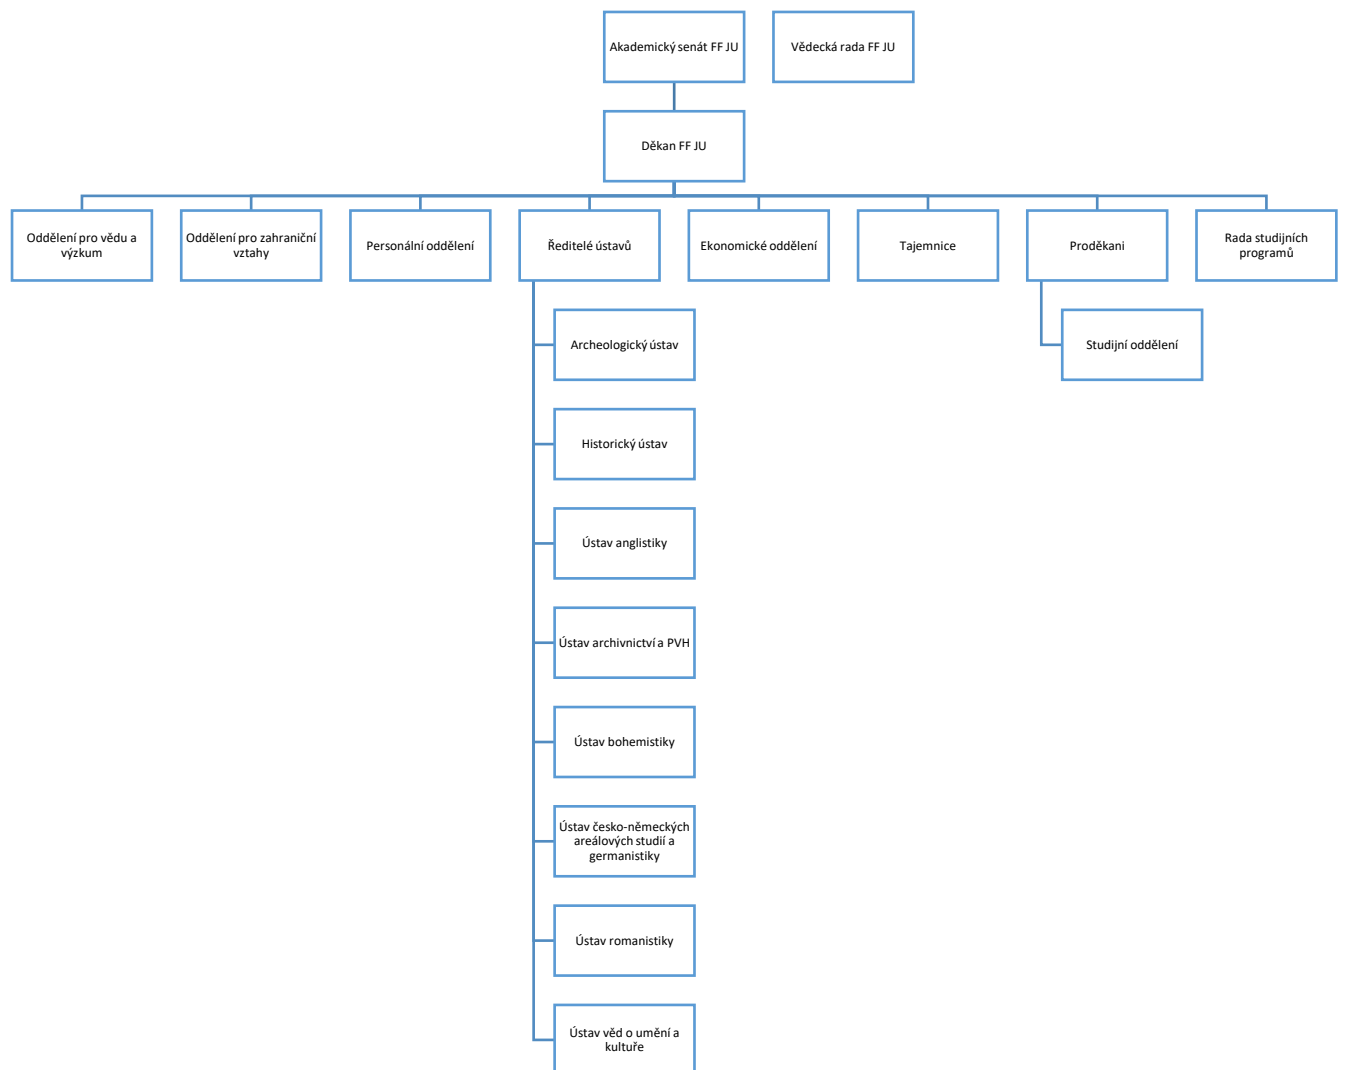 Akademický senát FF JU
Vědecká rada FF JU
Děkan FF JU
Oddělení pro vědu a
výzkum
Oddělení pro zahraniční
vztahy
Personální oddělení
Ředitelé ústavů
Ekonomické oddělení
Tajemnice
Proděkani
Rada studijních
programů
Archeologický ústav
Studijní oddělení
Historický ústav
Ústav anglistiky
Ústav archivnictví a PVH
Ústav bohemistiky
Ústav česko-německých
areálových studií a
germanistiky
Ústav romanistiky
Ústav věd o umění a
kultuře